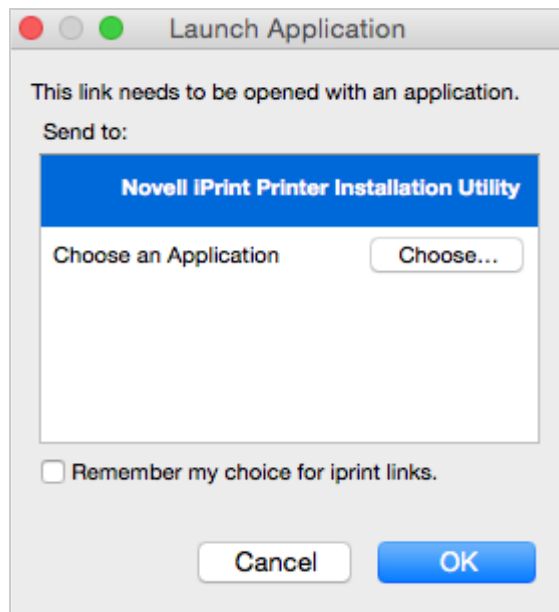 Launch Application
This link needs to be opened with an application.
Send to:
Novell iPrint Printer Installation Utility
Choose an Application Choose...
Remember my choice for iprint links.
Cancel OK